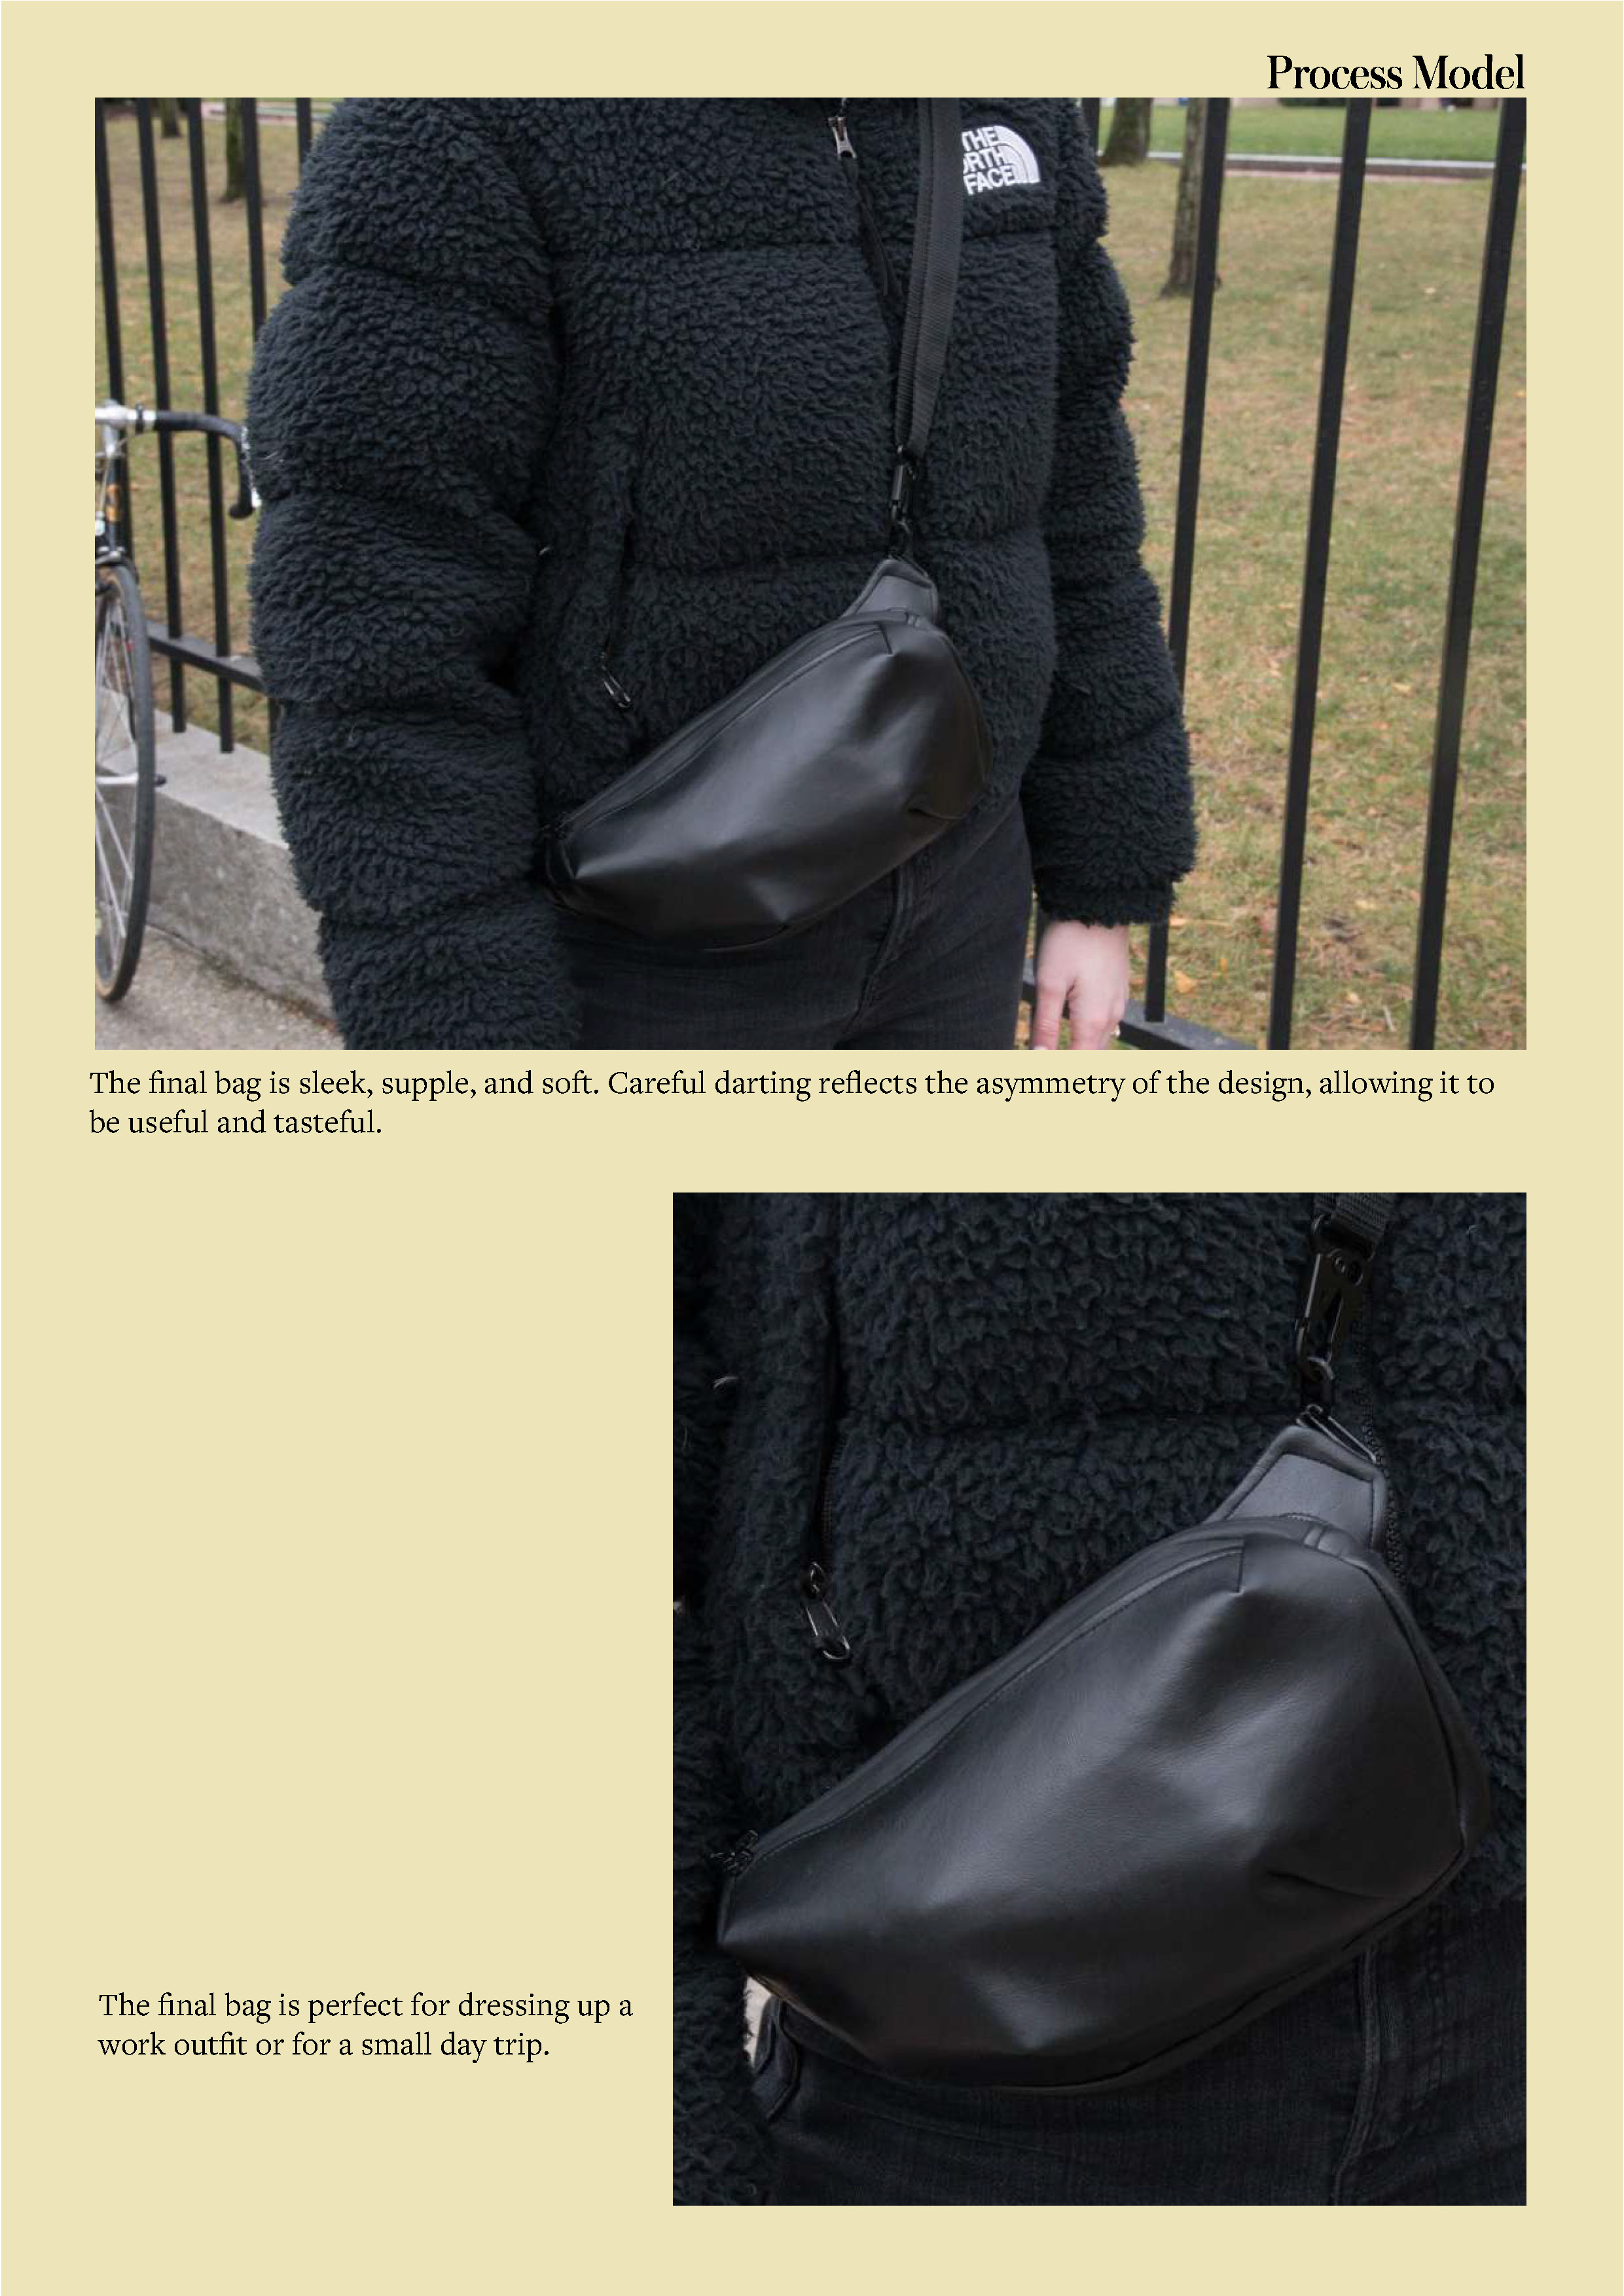 Process Model
THE
ORTH
FACE
The final bag is sleek, supple, and soft. Careful darting reflects the asymmetry of the design, allowing it to
be useful and tasteful.
The final bag is perfect for dressing up a
work outfit or for a small day trip.